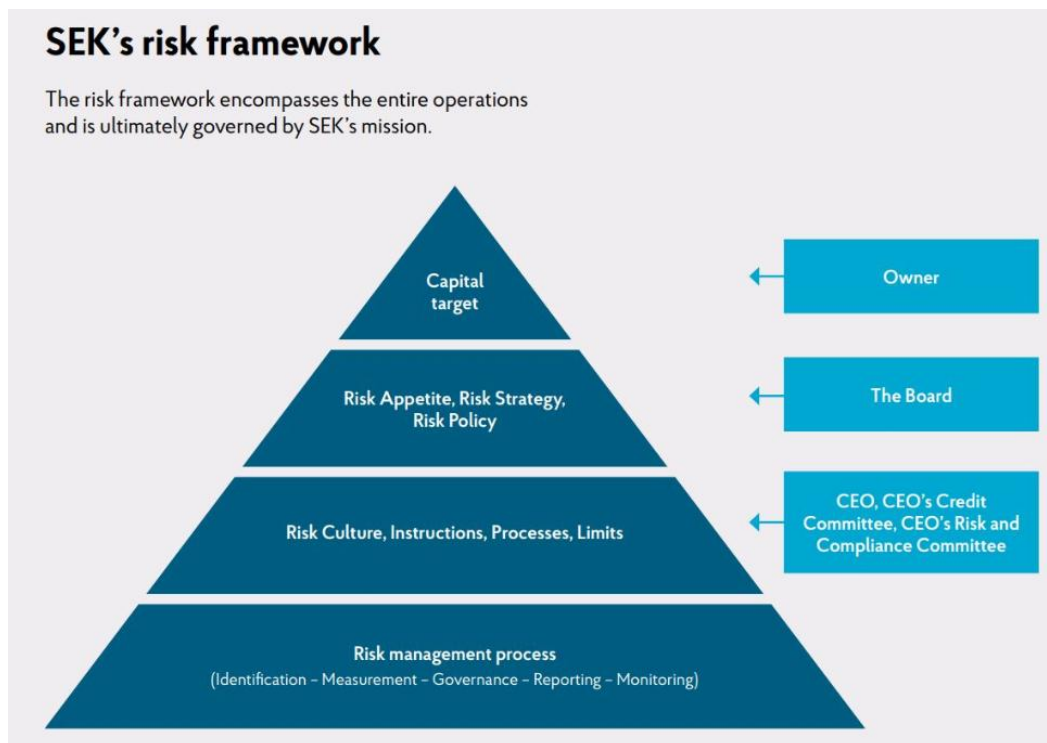 SEK’s risk framework
The risk framework encompasses the entire operations
and is ultimately governed by SEK’s mission.
Capital
target
Owner
Risk Appetite, Risk Strategy,
Risk Policy
The Board
Risk Culture, Instructions, Processes, Limits
CEO, CEO’s Credit
Committee, CEO’s Risk and
Compliance Committee
Risk management process
(Identification – Measurement – Governance – Reporting – Monitoring)